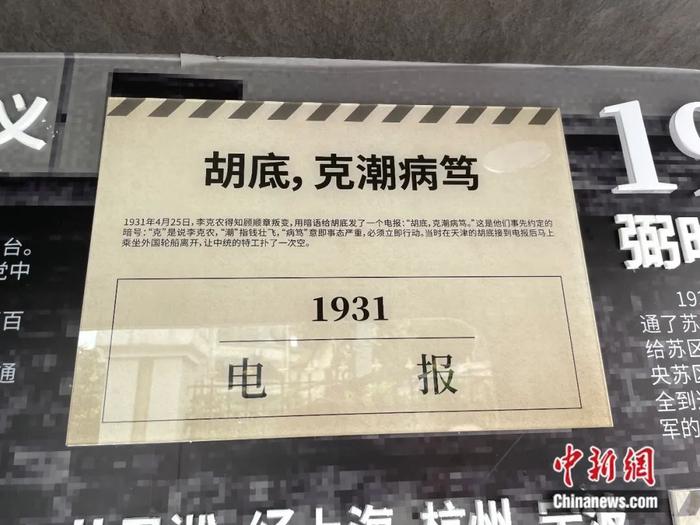 义
19
胡底，克潮病笃
1931年4月25日，李克农得知顾顺章叛变，用暗语给胡底发了一个电报：“胡底，克潮病笃。”这是他们事先约定的
暗号：“克”是说李克农，“潮”指钱壮飞，“病笃”意即事态严重，必须立即行动。当时在天津的胡底接到电报后马上
乘坐外国轮船离开，让中统的特工扑了一次空。
1931
电 报
台。
党中
百
通
弼时
193
通了苏
给苏区
央苏区
全到
军的
经上海 杭州
中新网
Chinanews.com